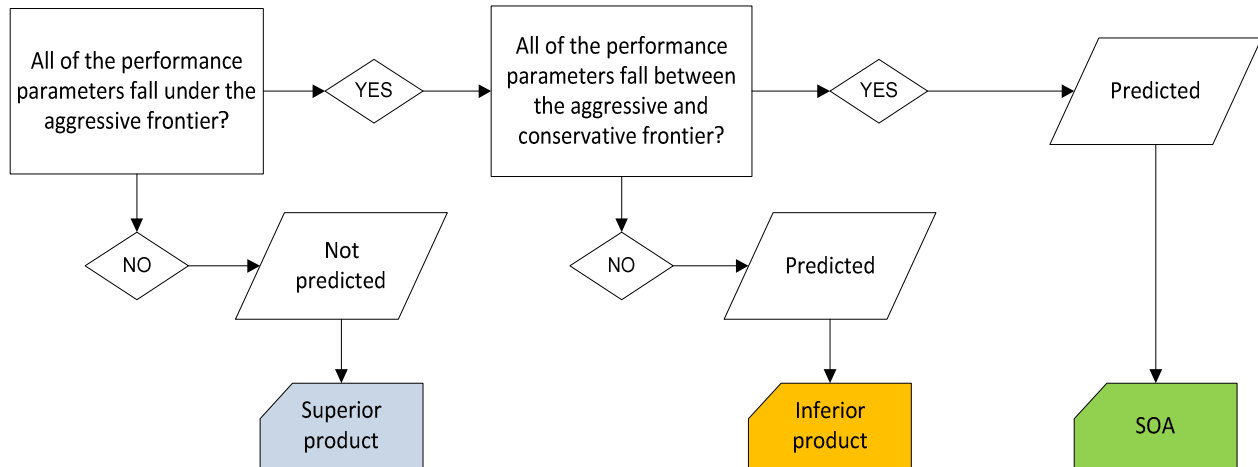 All of the performance
parameters fall under the
aggressive frontier?
YES
All of the performance
parameters fall between
the aggressive and
conservative frontier?
YES
Predicted
NO
Not
predicted
NO
Predicted
Superior
product
Inferior
product
SOA